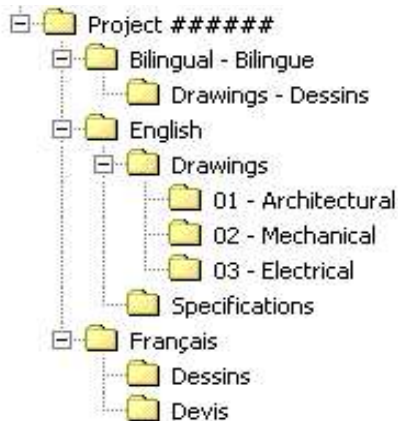 Project ######
Bilingual - Bilingue
Drawings - Dessins
English
Drawings
01 - Architectural
02 - Mechanical
03 - Electrical
Specifications
Français
Dessins
Devis